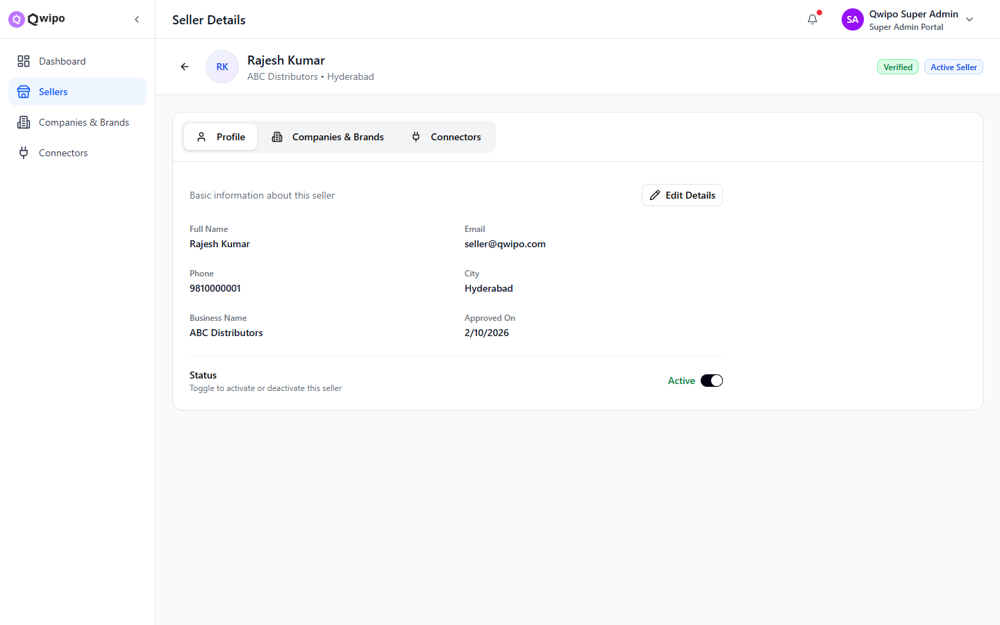 Qwipo
Seller Details
SA
Qwipo Super Admin
Super Admin Portal
Dashboard
Sellers
Companies & Brands
Connectors
RK
Rajesh Kumar
ABC Distributors • Hyderabad
Verified
Active Seller
Profile
Companies & Brands
Connectors
Basic information about this seller
Edit Details
Full Name
Rajesh Kumar
Email
seller@qwipo.com
Phone
9810000001
City
Hyderabad
Business Name
ABC Distributors
Approved On
2/10/2026
Status
Toggle to activate or deactivate this seller
Active